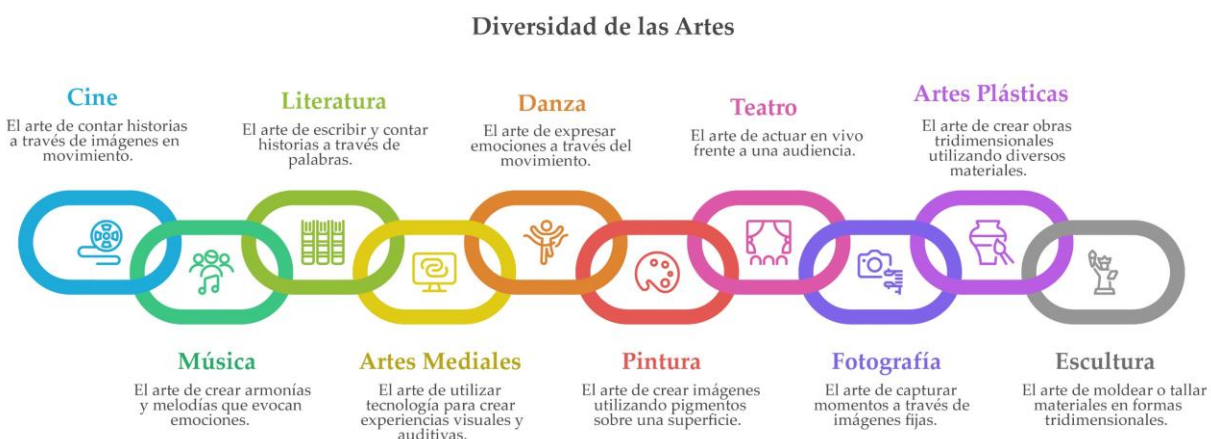 Diversidad de las Artes
Cine
El arte de contar historias
a través de imágenes en
movimiento.
Literatura
El arte de escribir y contar
historias a través de
palabras.
Danza
El arte de expresar
emociones a través del
movimiento.
Teatro
El arte de actuar en vivo
frente a una audiencia.
Artes Plásticas
El arte de crear obras
tridimensionales
utilizando diversos
materiales.
Música
El arte de crear armonías
y melodías que evocan
emociones.
Artes Mediales
El arte de utilizar
tecnología para crear
experiencias visuales y
auditivas.
Pintura
El arte de crear imágenes
utilizando pigmentos
sobre una superficie.
Fotografía
El arte de capturar
momentos a través de
imágenes fijas.
Escultura
El arte de moldear o tallar
materiales en formas
tridimensionales.